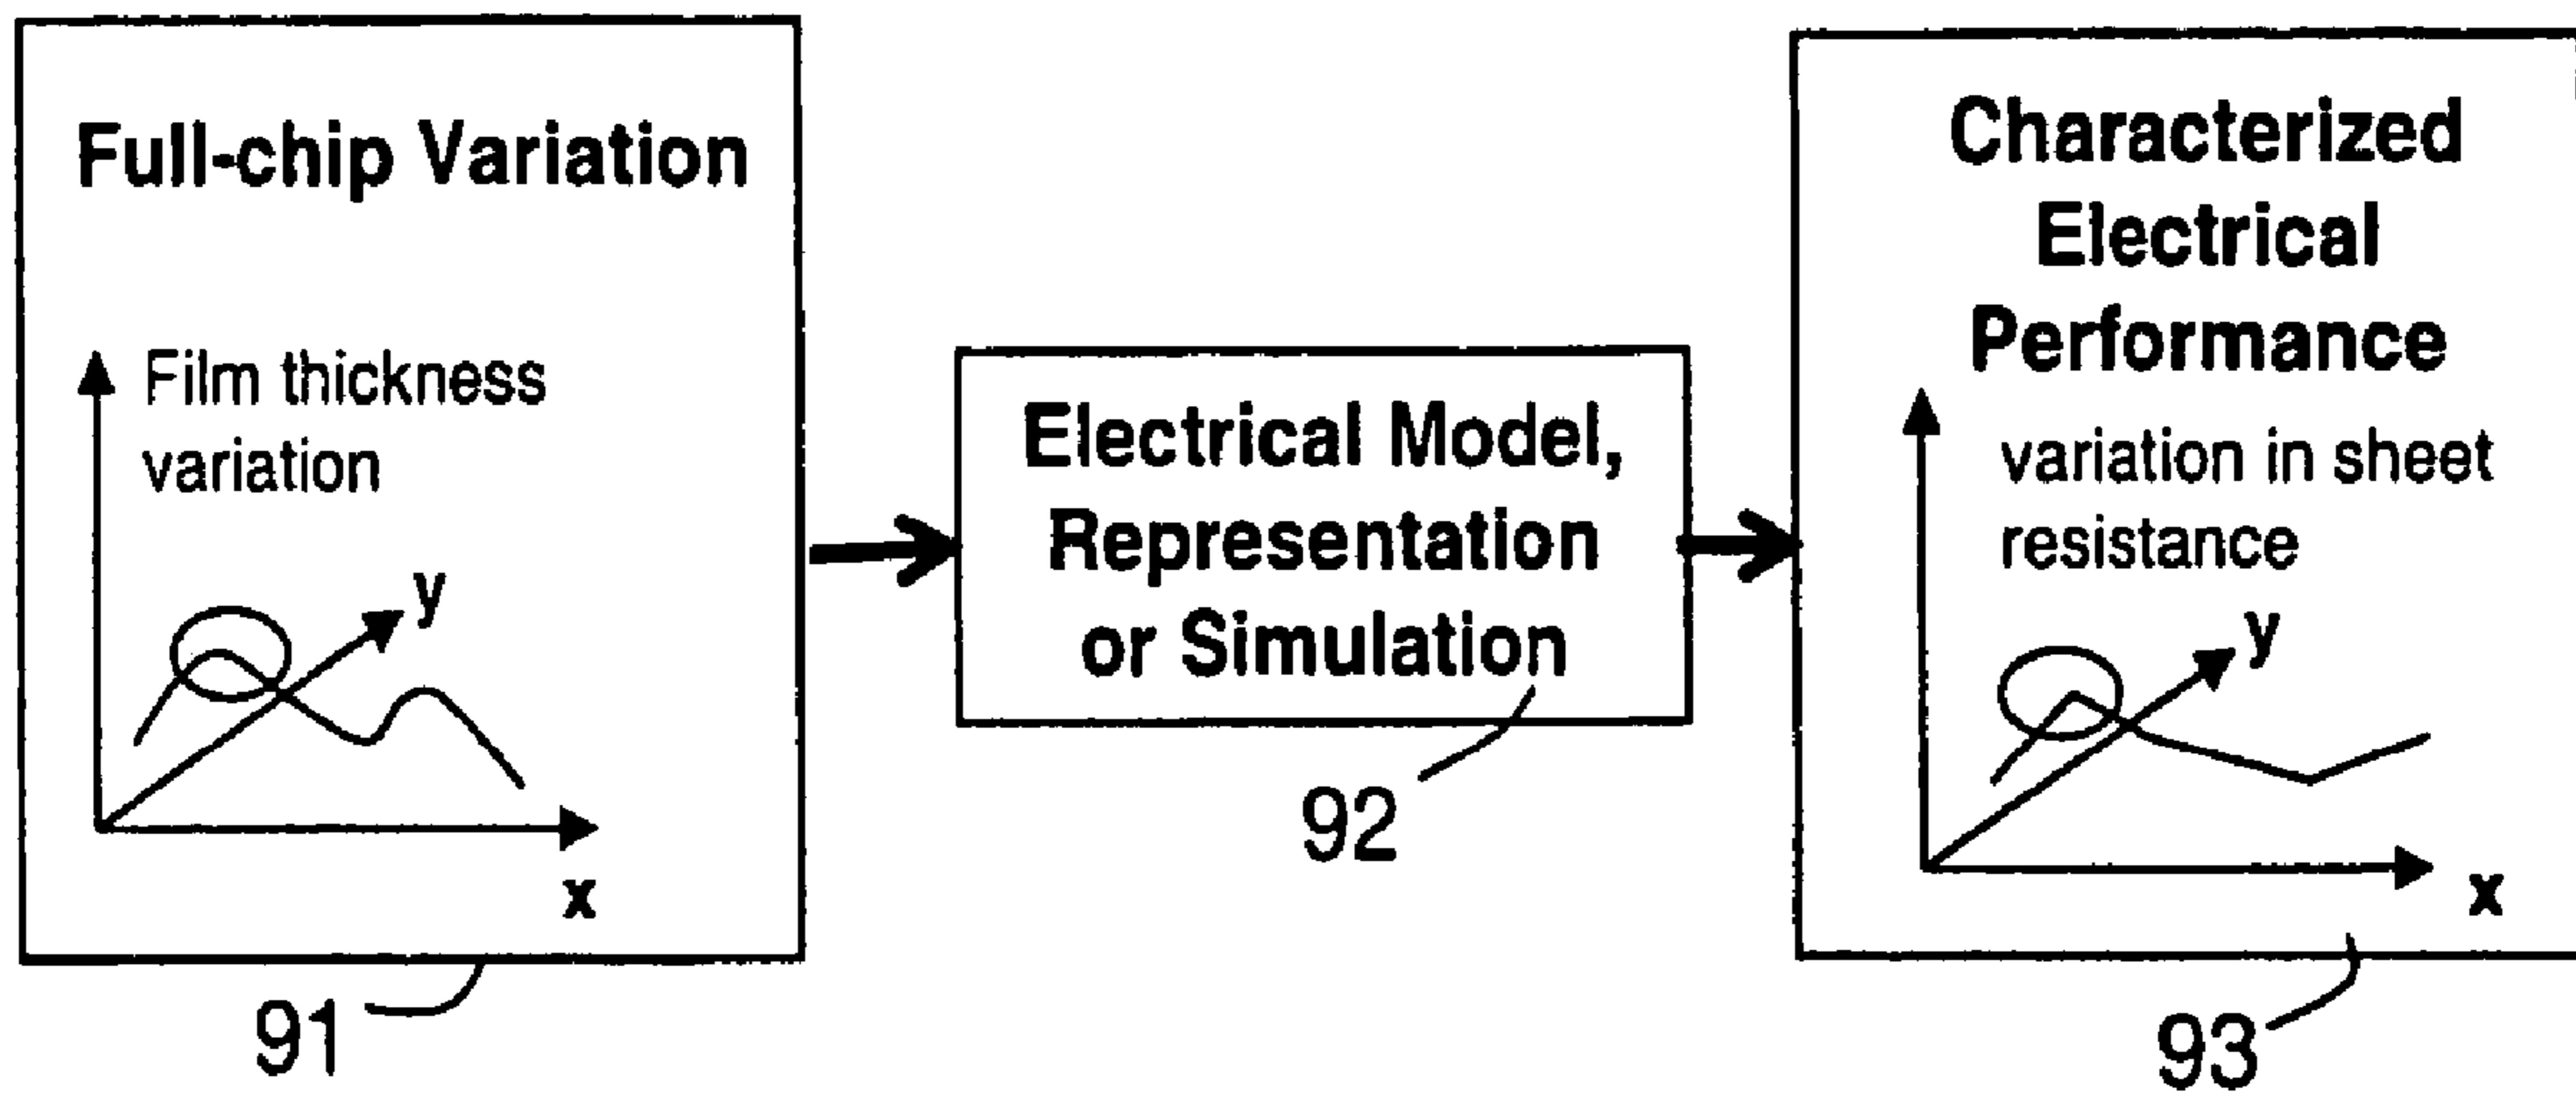 Full-chip Variation
Film thickness
variation
y
x
91
Electrical Model,
Representation
or Simulation
92
Characterized
Electrical
Performance
variation in sheet
resistance
y
x
93